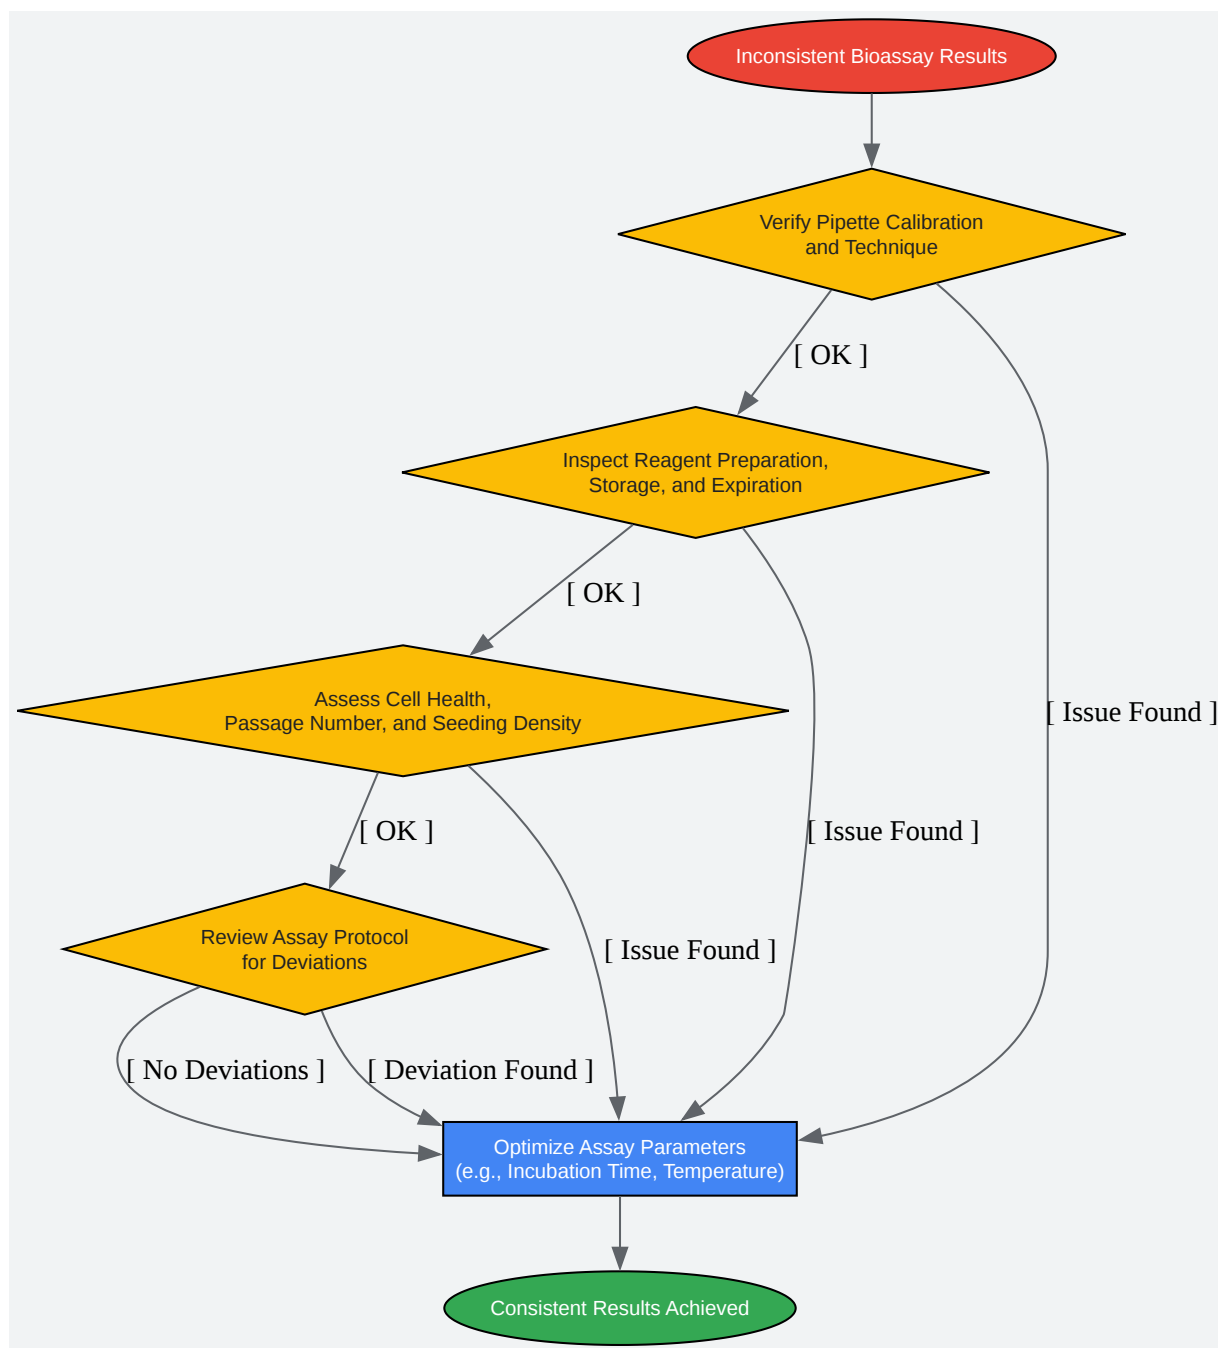 Inconsistent Bioassay Results
Verify Pipette Calibration
and Technique
[ OK ]
Inspect Reagent Preparation,
Storage, and Expiration
[ OK ]
Assess Cell Health,
Passage Number, and Seeding Density
[ Issue Found ]
[ OK ]
[ Issue Found ]
Review Assay Protocol
for Deviations
[ Issue Found ]
[ No Deviations ]
[ Deviation Found ]
Optimize Assay Parameters
(e.g., Incubation Time, Temperature)
Consistent Results Achieved